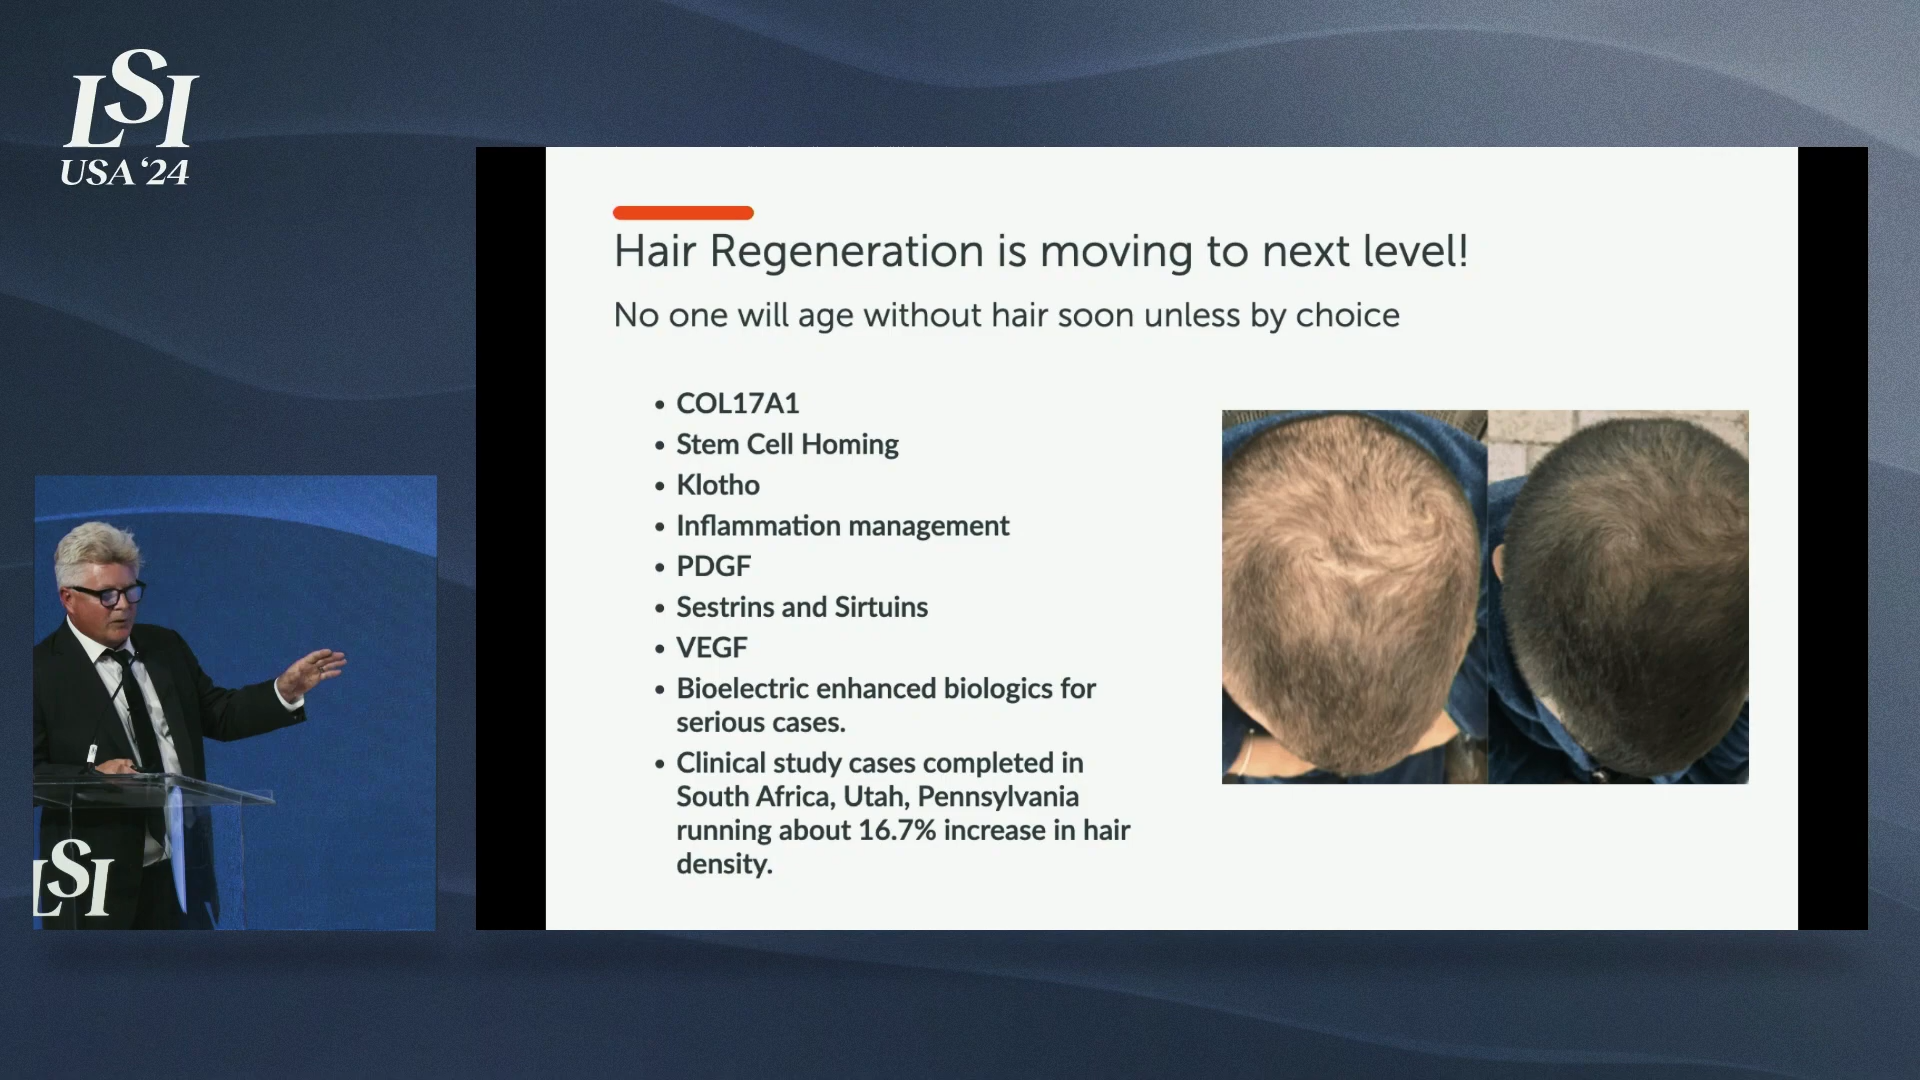 LSI
USA '24
Hair Regeneration is moving to next level!
No one will age without hair soon unless by choice
• COL17A1
• Stem Cell Homing
• Klotho
• Inflammation management
• PDGF
• Sestrins and Sirtuins
• VEGF
• Bioelectric enhanced biologics for
serious cases.
• Clinical study cases completed in
South Africa, Utah, Pennsylvania
running about 16.7% increase in hair
density.
LSI